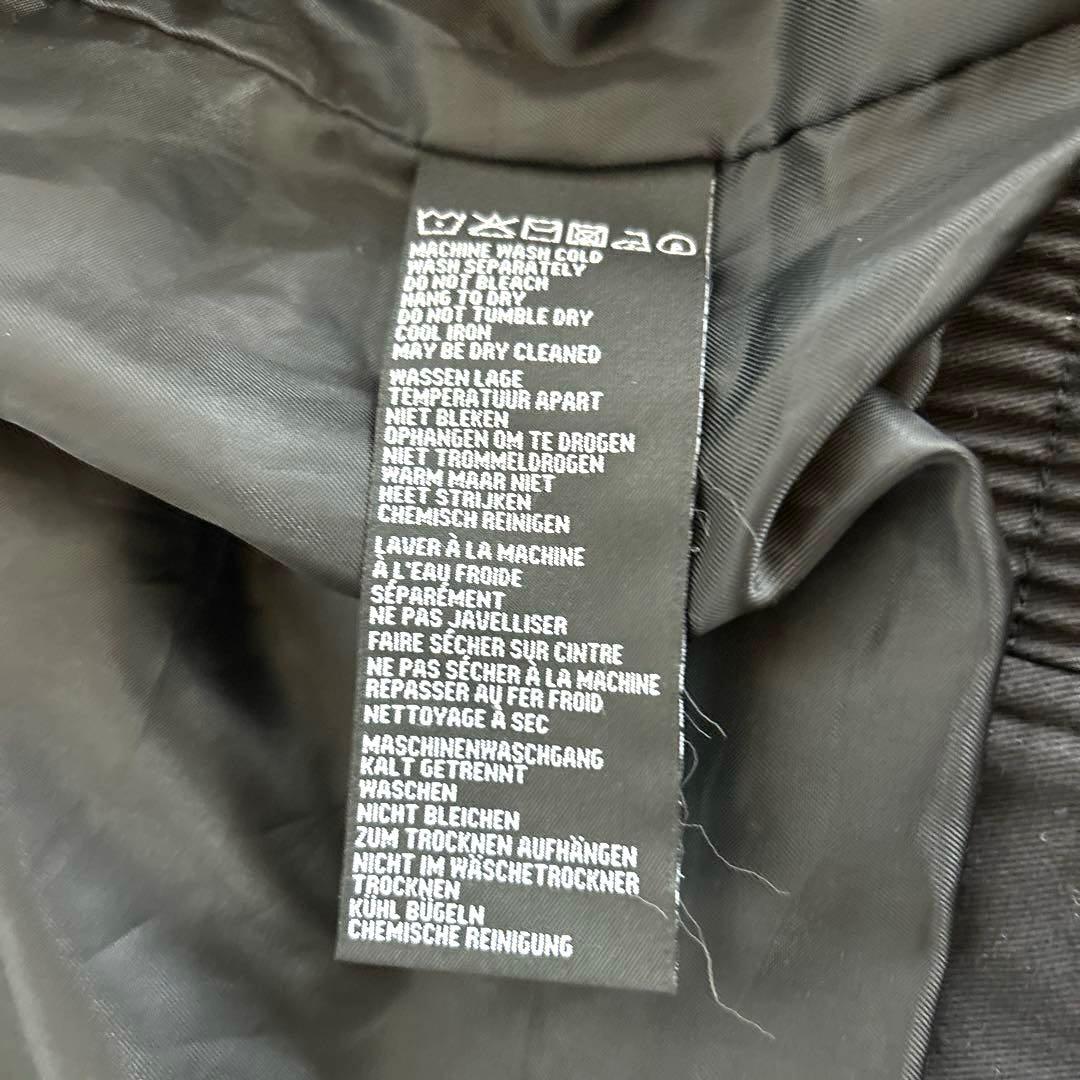 MACHINE WASH COLD
WASH SEPARATELY
DO NOT BLEACH
HANG TO DRY
DO NOT TUMBLE DRY
COOL IRON
MAY BE DRY CLEANED
WASSEN LAGE
TEMPERATUUR APART
NIET BLEKEN
OPHANGEN OM TE DROGEN
NIET TROMMELDROGEN
WARM MAAR NIET
HEET STRIJKEN
CHEMISCH REINIGEN
LAVER À LA MACHINE
À L'EAU FROIDE
SÉPARÉMENT
NE PAS JAVELLISER
FAIRE SÉCHER SUR CINTRE
NE PAS SÉCHER À LA MACHINE
REPASSER AU FER FROID
NETTOYAGE À SEC
MASCHINENWASCHGANG
KALT GETRENNT
WASCHEN
NICHT BLEICHEN
ZUM TROCKNEN AUFHÄNGEN
NICHT IM WÄSCHETROCKNER
TROCKNEN
KÜHL BÜGELN
CHEMISCHE REINIGUNG